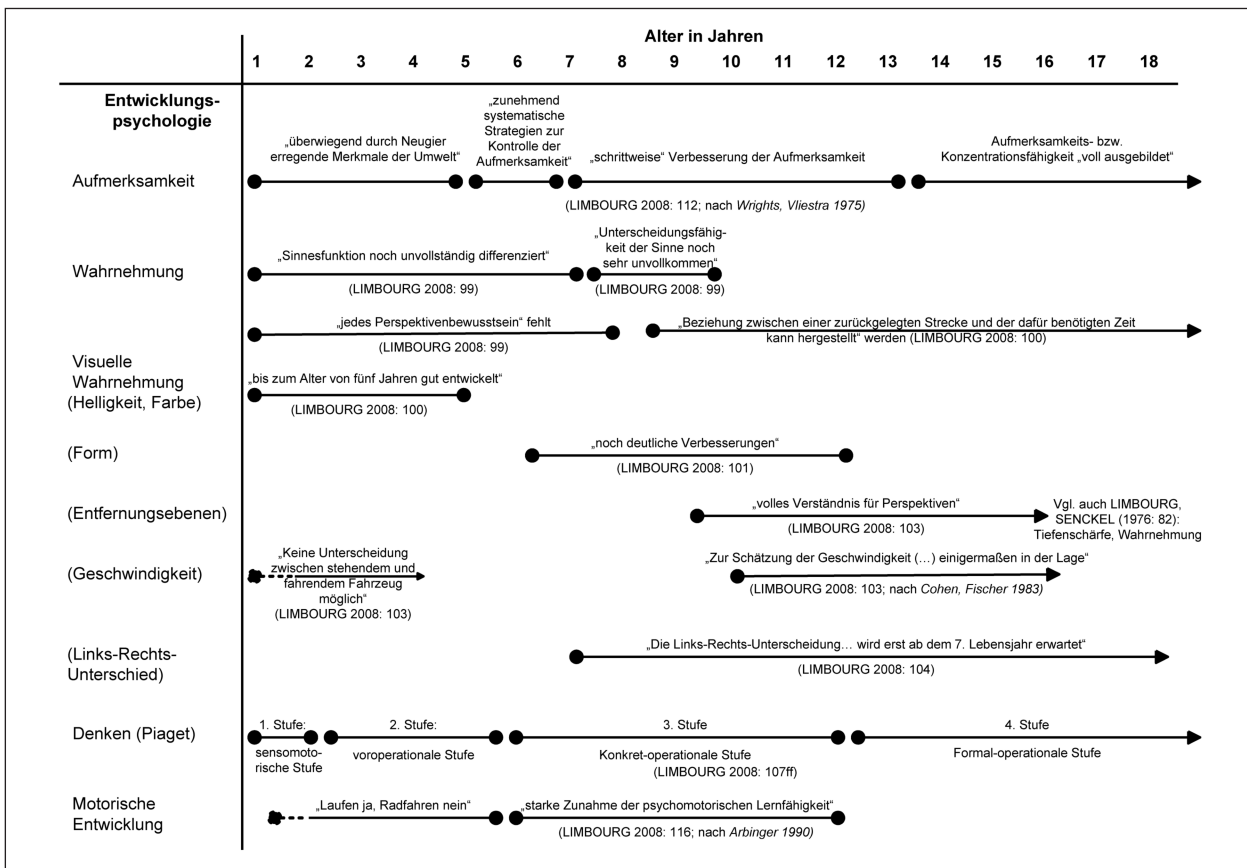 Alter in Jahren
1 2 3 4 5 6 7 8 9 10 11 12 13 14 15 16 17 18
Entwicklungs-
psychologie
Aufmerksamkeit
„überwiegend durch Neugier
erregende Merkmale der Umwelt“
„zunehmend
systematische
Strategien zur
Kontrolle der
Aufmerksamkeit“
„schrittweise“ Verbesserung der Aufmerksamkeit
Aufmerksamkeits- bzw.
Konzentrationsfähigkeit „voll ausgebildet“
(LIMBOURG 2008: 112; nach Wrights, Vliestra 1975)
Wahrnehmung
„Sinnesfunktion noch unvollständig differenziert“
(LIMBOURG 2008: 99)
„Unterscheidungsfähig-
keit der Sinne noch
sehr unvollkommen“
(LIMBOURG 2008: 99)
„jedes Perspektivenbewusstsein“ fehlt
(LIMBOURG 2008: 99)
„Beziehung zwischen einer zurückgelegten Strecke und der dafür benötigten Zeit
kann hergestellt“ werden (LIMBOURG 2008: 100)
Visuelle
Wahrnehmung
(Helligkeit, Farbe)
„bis zum Alter von fünf Jahren gut entwickelt“
(LIMBOURG 2008: 100)
(Form)
„noch deutliche Verbesserungen“
(LIMBOURG 2008: 101)
(Entfernungsebenen)
„volles Verständnis für Perspektiven“
(LIMBOURG 2008: 103)
Vgl. auch LIMBOURG,
SENCKEL (1976: 82):
Tiefenschärfe, Wahrnehmung
(Geschwindigkeit)
„Keine Unterscheidung
zwischen stehendem und
fahrendem Fahrzeug
möglich“
(LIMBOURG 2008: 103)
„Zur Schätzung der Geschwindigkeit (…) einigermaßen in der Lage“
(LIMBOURG 2008: 103; nach Cohen, Fischer 1983)
(Links-Rechts-
Unterschied)
„Die Links-Rechts-Unterscheidung… wird erst ab dem 7. Lebensjahr erwartet“
(LIMBOURG 2008: 104)
Denken (Piaget)
1. Stufe:
sensomoto-
rische Stufe
2. Stufe:
voroperationale Stufe
3. Stufe
Konkret-operationale Stufe
(LIMBOURG 2008: 107ff)
4. Stufe
Formal-operationale Stufe
Motorische
Entwicklung
„Laufen ja, Radfahren nein“
„starke Zunahme der psychomotorischen Lernfähigkeit“
(LIMBOURG 2008: 116; nach Arbinger 1990)